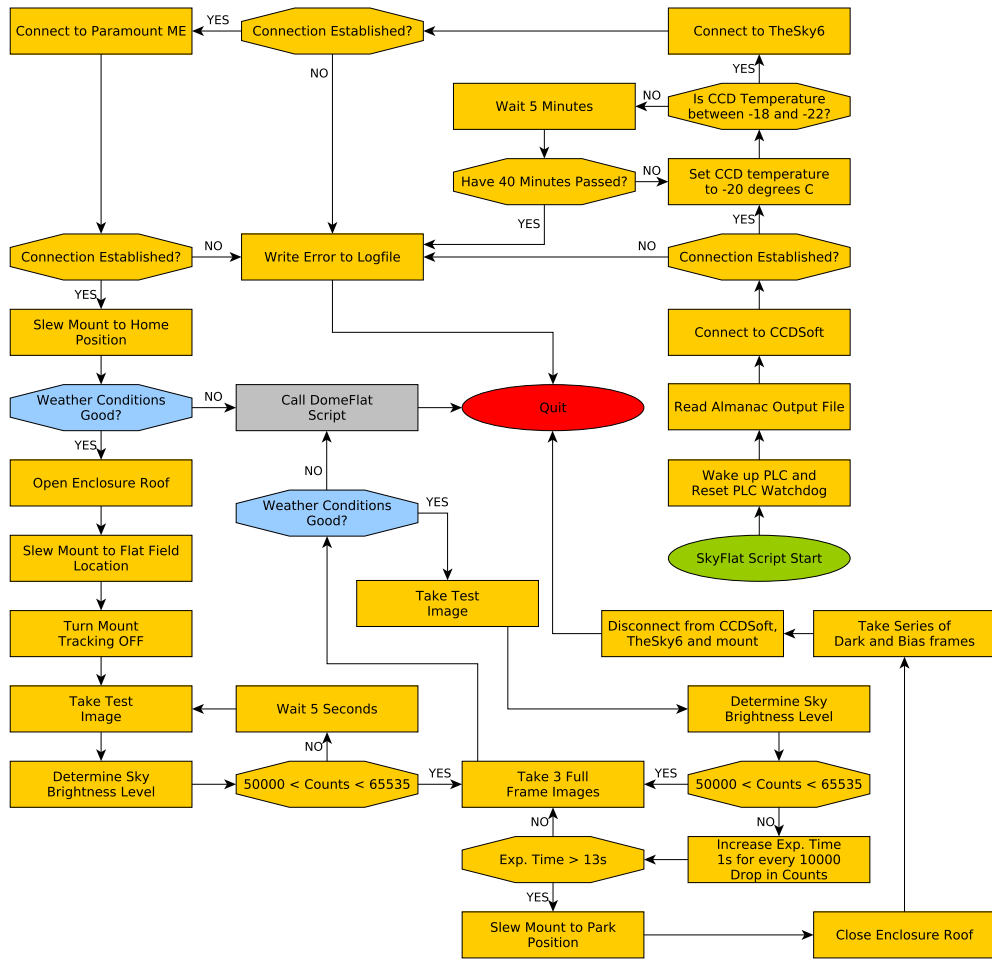 Connect to Paramount ME
YES
Connection Established?
Connect to TheSky6
NO
YES
Wait 5 Minutes
NO
Is CCD Temperature
between -18 and -22?
Have 40 Minutes Passed?
NO
Set CCD temperature
to -20 degrees C
YES
YES
Connection Established?
NO
Write Error to Logfile
NO
Connection Established?
YES
Slew Mount to Home
Position
Connect to CCDSoft
Weather Conditions
Good?
NO
Call DomeFlat
Script
Quit
Read Almanac Output File
YES
Open Enclosure Roof
NO
Wake up PLC and
Reset PLC Watchdog
Weather Conditions
Good?
YES
Slew Mount to Flat Field
Location
SkyFlat Script Start
Take Test
Image
Turn Mount
Tracking OFF
Disconnect from CCDSoft,
TheSky6 and mount
Take Series of
Dark and Bias frames
Take Test
Image
Wait 5 Seconds
Determine Sky
Brightness Level
NO
Determine Sky
Brightness Level
50000 < Counts < 65535
YES
Take 3 Full
Frame Images
YES
50000 < Counts < 65535
NO
NO
Exp. Time > 13s
Increase Exp. Time
1s for every 10000
Drop in Counts
YES
Slew Mount to Park
Position
Close Enclosure Roof